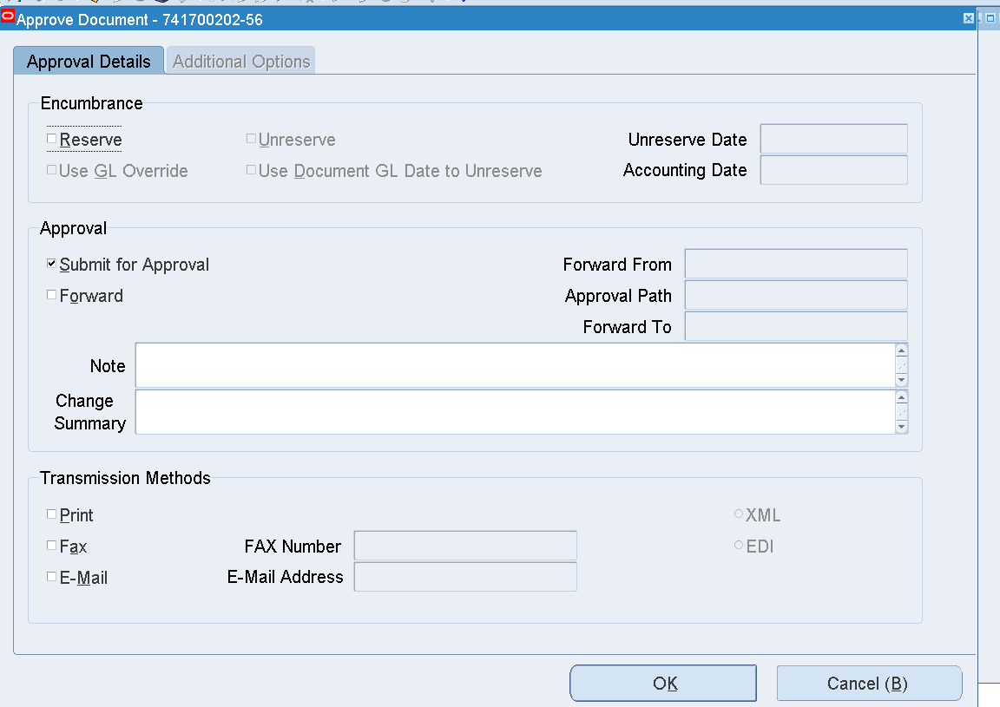 Approve Document - 741700202-56
Approval Details
Additional Options
Encumbrance
Reserve
Unreserve
Unreserve Date
Use GL Override
Use Document GL Date to Unreserve
Accounting Date
Approval
Submit for Approval
Forward From
Forward
Approval Path
Forward To
Note
Change
Summary
Transmission Methods
Print
XML
Fax
FAX Number
EDI
E-Mail
E-Mail Address
OK
Cancel (B)